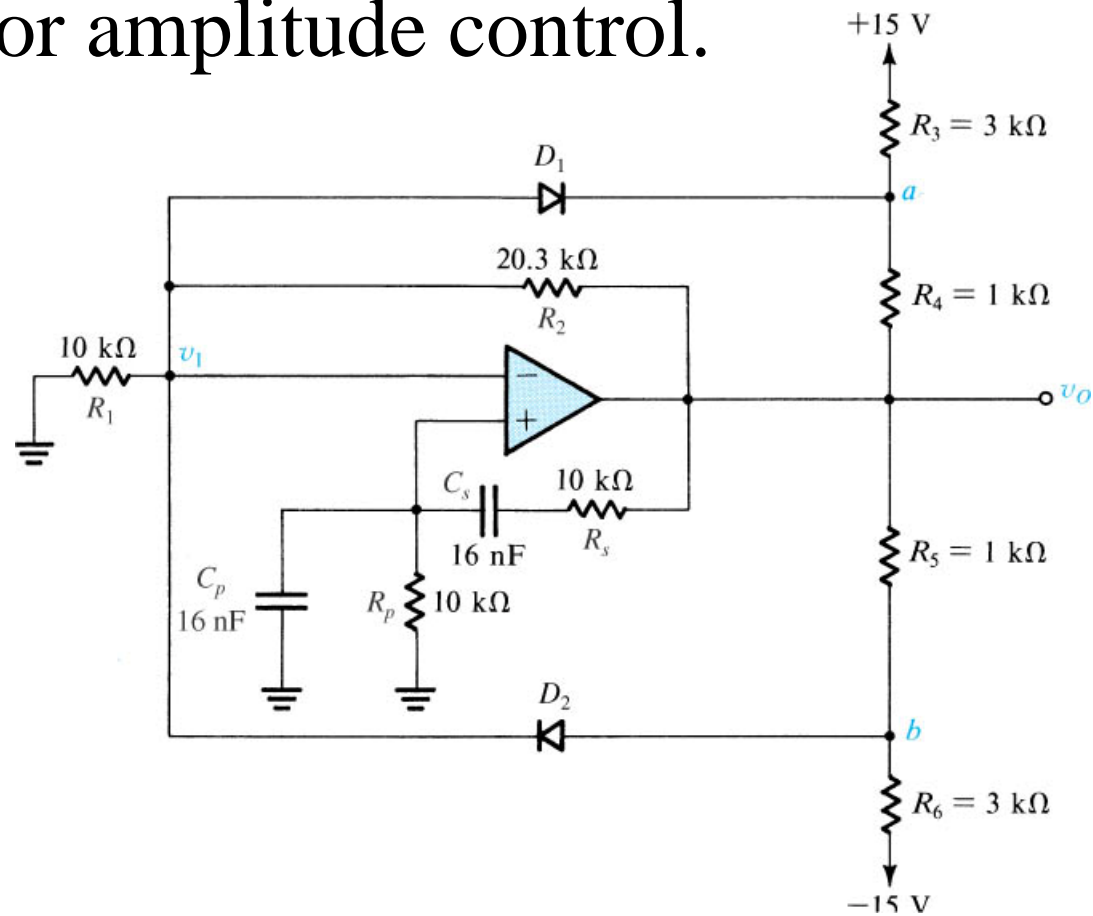 or amplitude control.
+15 V
R3 = 3 kΩ
D1
a
20.3 kΩ
R2
R4 = 1 kΩ
10 kΩ
v1
R1
−
+
vO
Cs
10 kΩ
16 nF
Rs
R5 = 1 kΩ
Cp
16 nF
Rp
10 kΩ
D2
b
R6 = 3 kΩ
−15 V